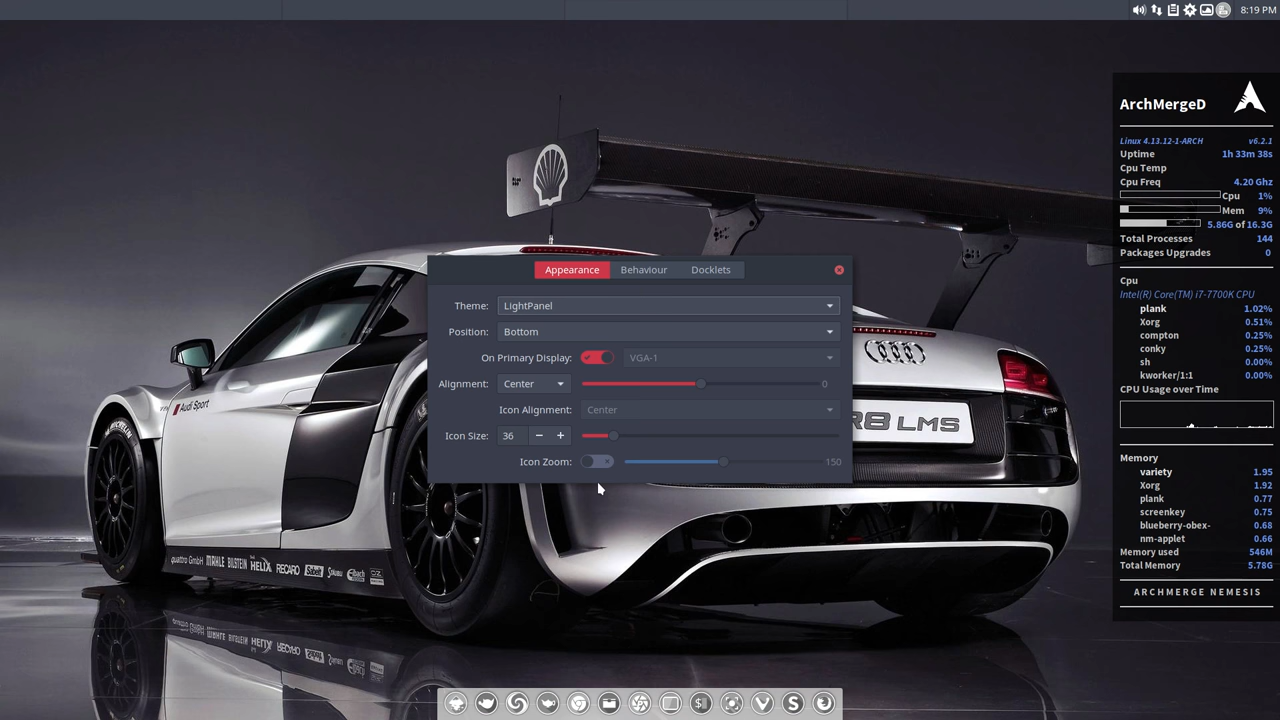 8:19 PM
ArchMergeD
Linux 4.13.12-1-ARCH v6.2.1
Uptime 1h 33m 38s
Cpu Temp
Cpu Freq 4.20 Ghz
Cpu 1%
Mem 9%
5.86G of 16.3G
Total Processes 144
Packages Upgrades 0
Cpu
Intel(R) Core(TM) i7-7700K CPU
plank 1.02%
Xorg 0.51%
compton 0.25%
conky 0.25%
sh 0.00%
kworker/1:1 0.00%
CPU Usage over Time
Memory
variety 1.95
Xorg 1.92
plank 0.77
screenkey 0.75
blueberry-obex- 0.68
nm-applet 0.66
Memory used 546M
Total Memory 5.78G
ARCHMERGE NEMESIS
Appearance Behaviour Docklets
Theme: LightPanel
Position: Bottom
On Primary Display: VGA-1
Alignment: Center 0
Icon Alignment: Center
Icon Size: 36 − +
Icon Zoom: 150
Audi Sport
R8 LMS
quattro GmbH MAHLE BILSTEIN HELIX RECARO